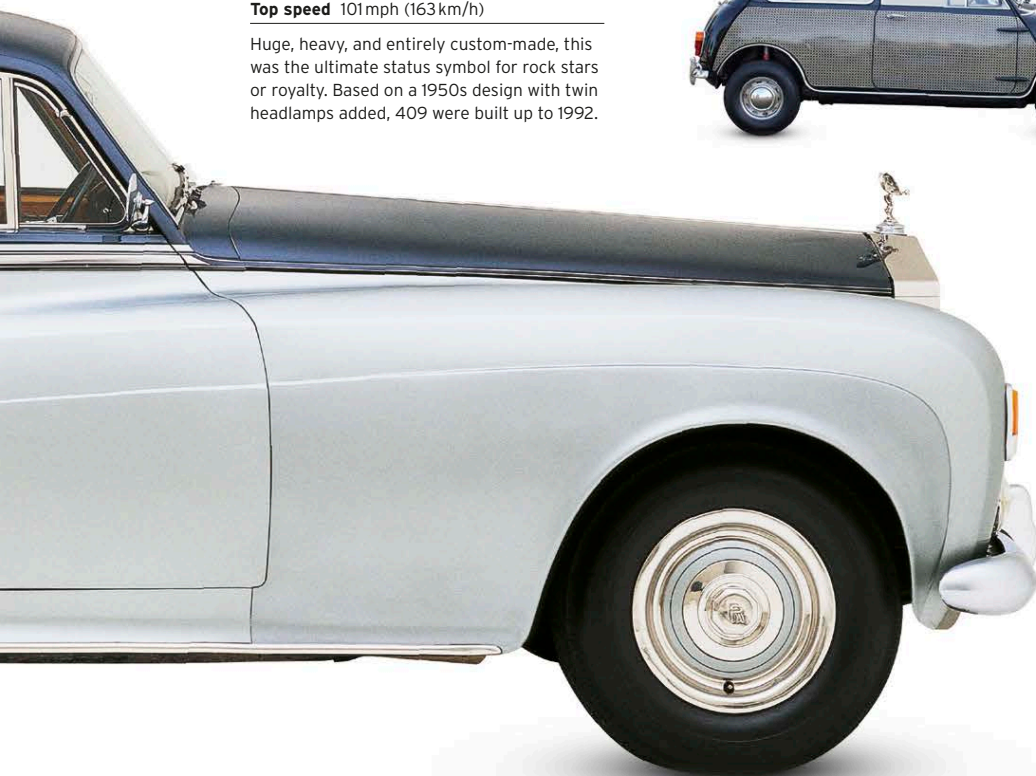 Top speed 101 mph (163 km/h)
Huge, heavy, and entirely custom-made, this
was the ultimate status symbol for rock stars
or royalty. Based on a 1950s design with twin
headlamps added, 409 were built up to 1992.